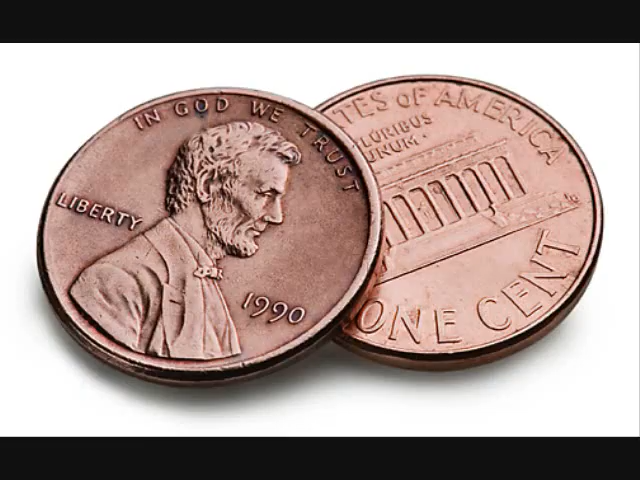 IN GOD WE TRUST
LIBERTY
1990
TES OF AMERICA
LURIBUS
UNUM
ONE CENT